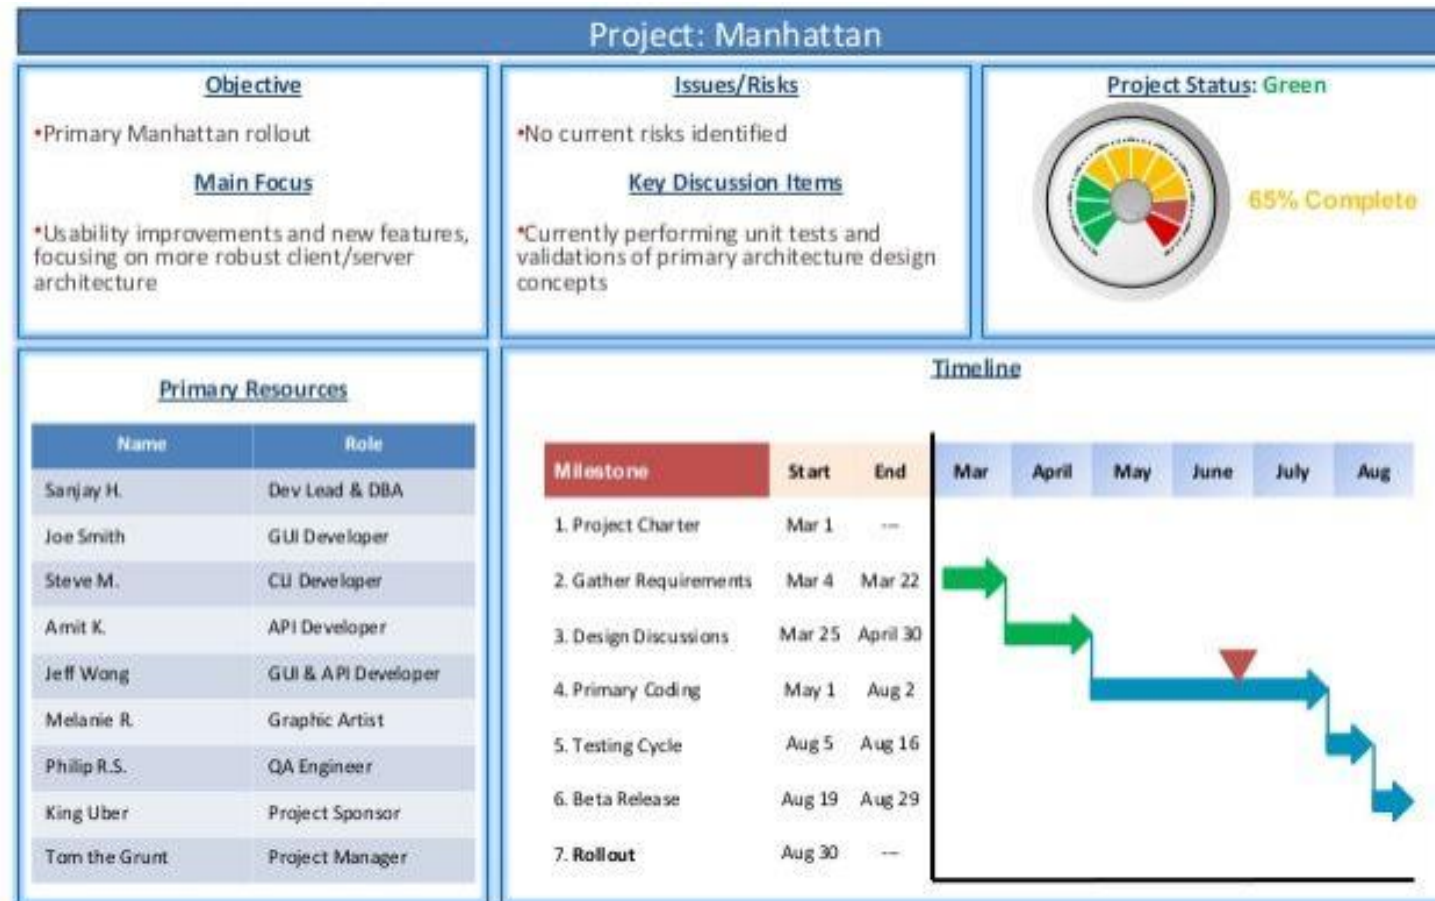 Project: Manhattan
Objective
•Primary Manhattan rollout
Main Focus
•Usability improvements and new features,
focusing on more robust client/server
architecture
Issues/Risks
•No current risks identified
Key Discussion Items
•Currently performing unit tests and
validations of primary architecture design
concepts
Project Status: Green
65% Complete
Primary Resources
Name Role
Sanjay H. Dev Lead & DBA
Joe Smith GUI Developer
Steve M. CLI Developer
Amit K. API Developer
Jeff Wong GUI & API Developer
Melanie R. Graphic Artist
Philip R.S. QA Engineer
King Uber Project Sponsor
Tom the Grunt Project Manager
Timeline
Milestone Start End Mar April May June July Aug
1. Project Charter Mar 1 ---
2. Gather Requirements Mar 4 Mar 22
3. Design Discussions Mar 25 April 30
4. Primary Coding May 1 Aug 2
5. Testing Cycle Aug 5 Aug 16
6. Beta Release Aug 19 Aug 29
7. Rollout Aug 30 ---